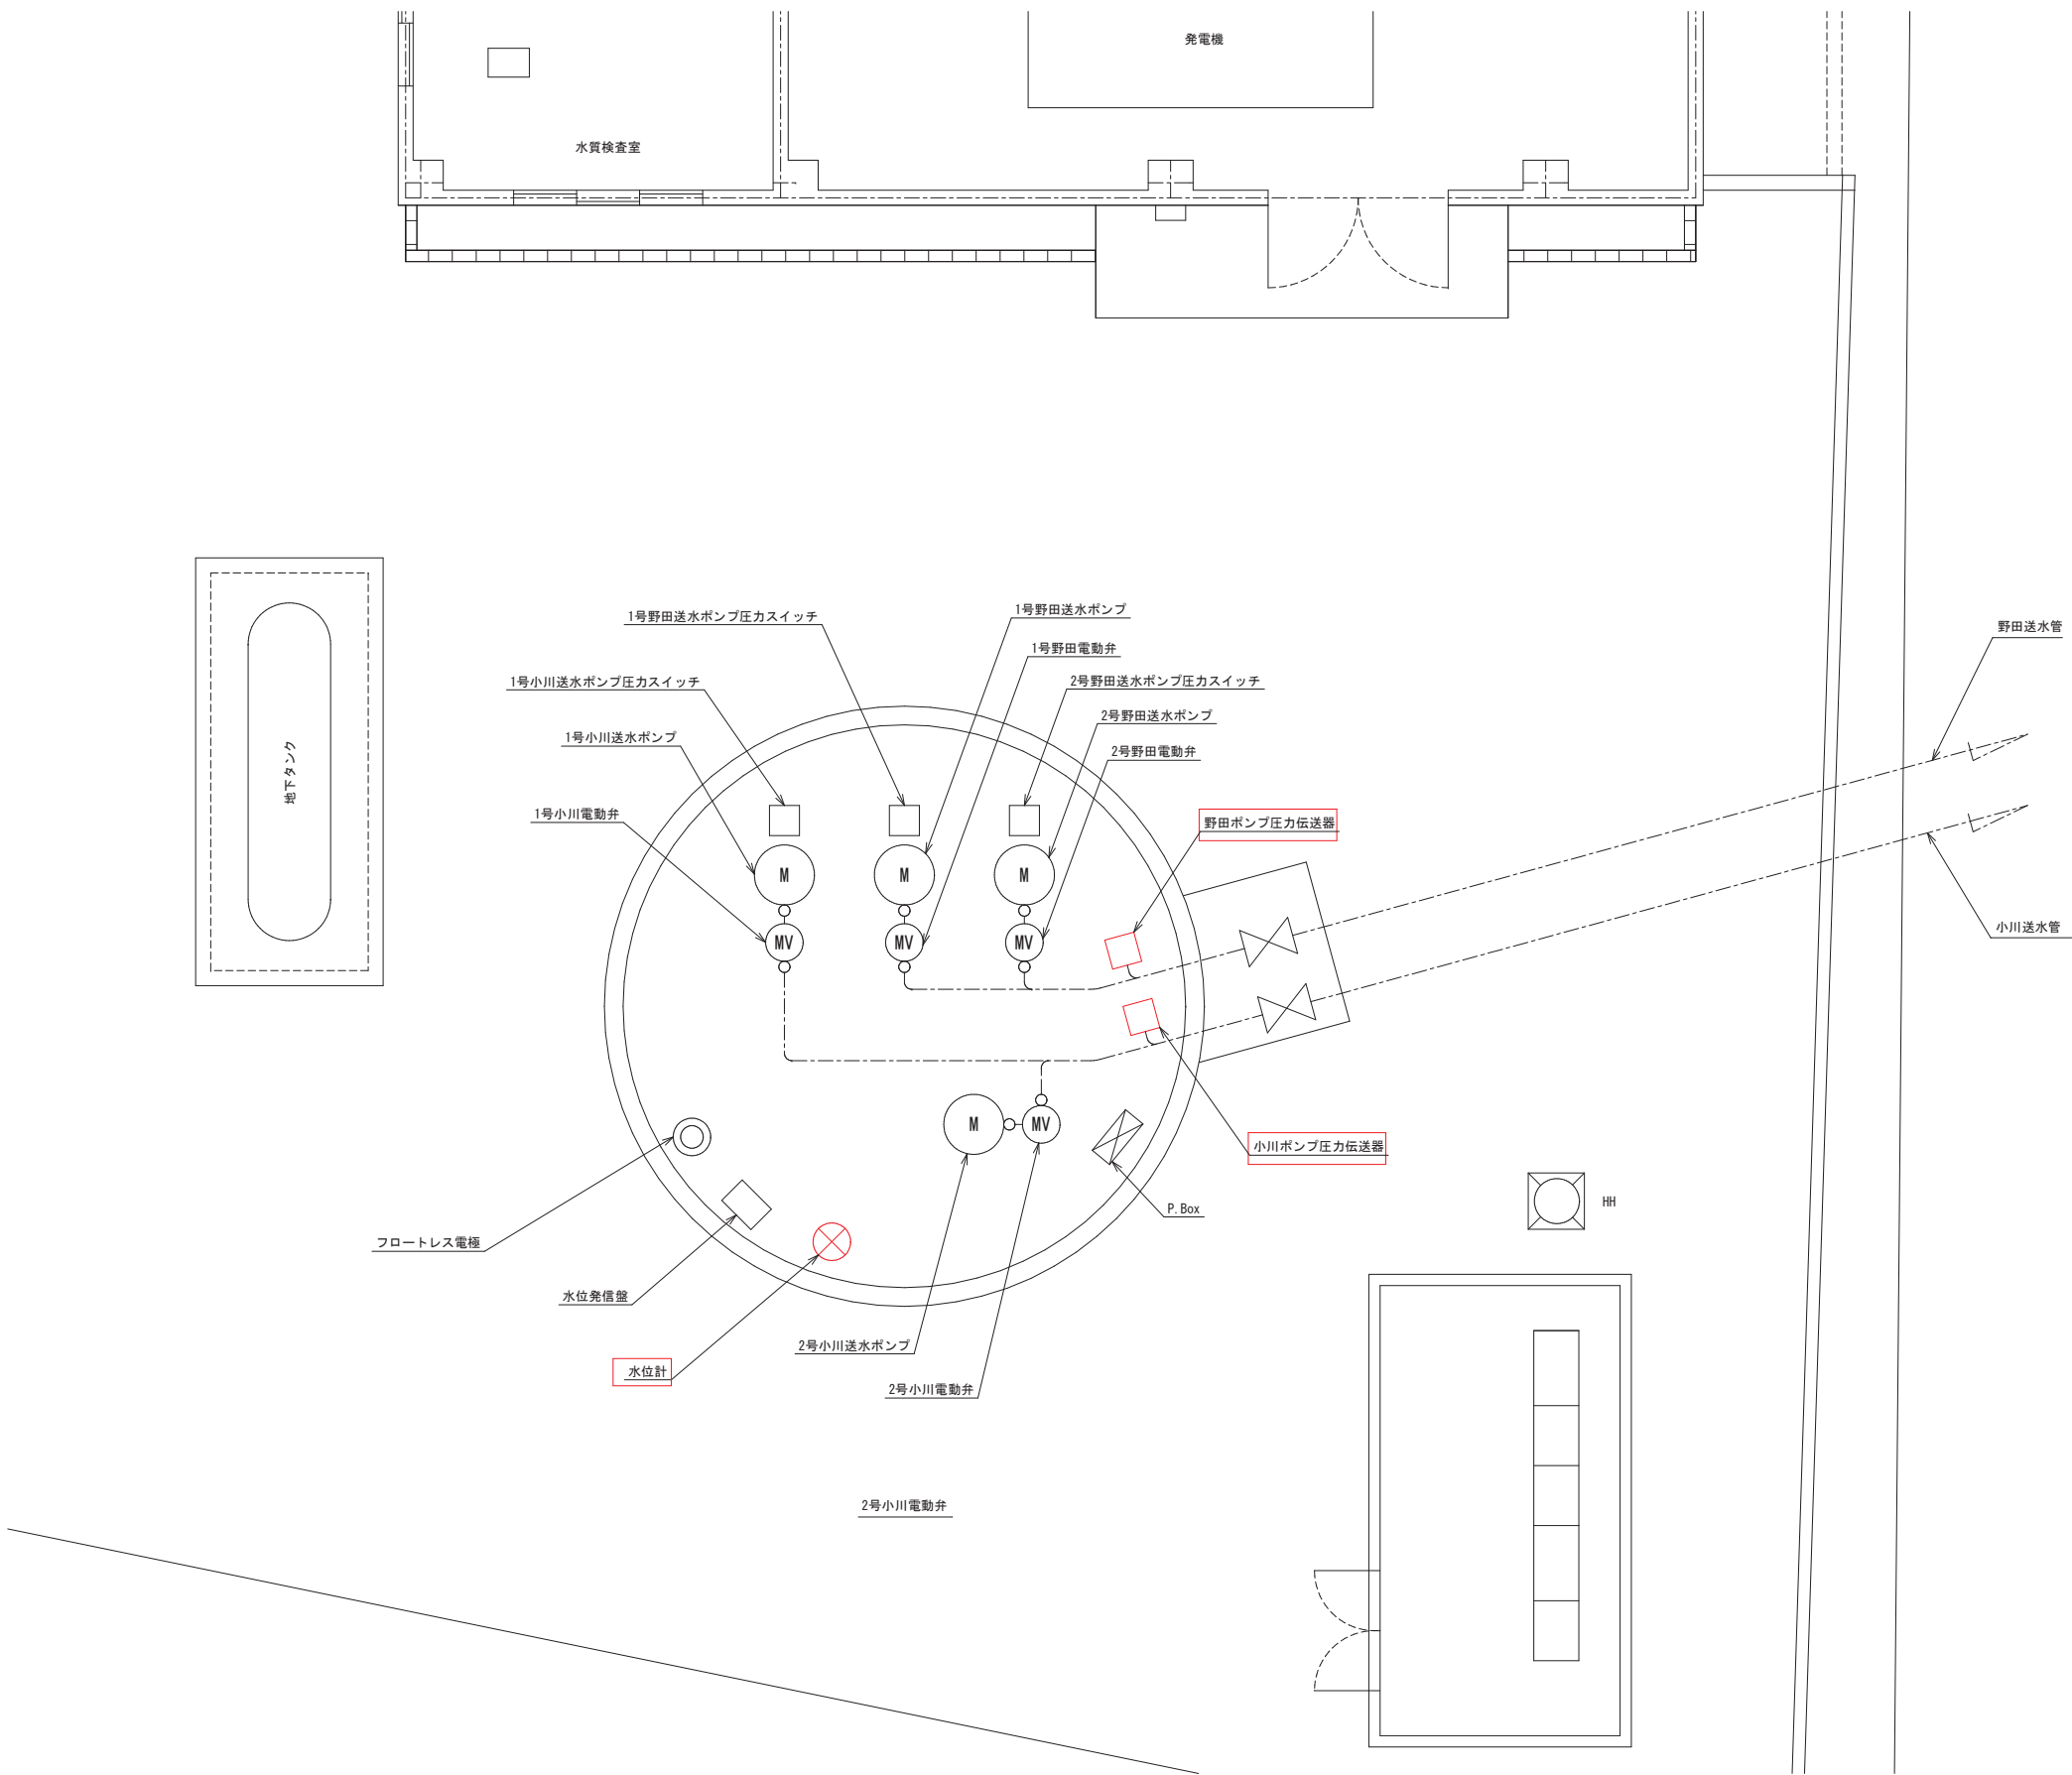 発電機
水質検査室
1号野田送水ポンプ圧力スイッチ
1号野田送水ポンプ
野田送水管
1号野田電動弁
1号小川送水ポンプ圧力スイッチ
2号野田送水ポンプ圧力スイッチ
2号野田送水ポンプ
1号小川送水ポンプ
2号野田電動弁
地下タンク
1号小川電動弁
野田ポンプ圧力伝送器
M
M
M
小川送水管
MV
MV
MV
M
MV
小川ポンプ圧力伝送器
HH
P.Box
フロートレス電極
水位発信盤
2号小川送水ポンプ
水位計
2号小川電動弁
2号小川電動弁